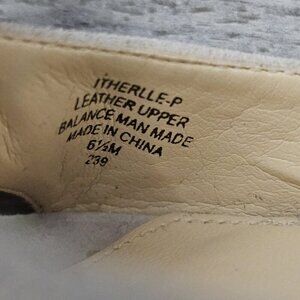 ITHERLLE-P
LEATHER UPPER
BALANCE MAN MADE
MADE IN CHINA
6½M
239